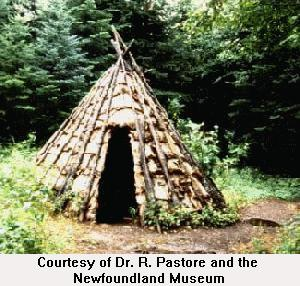 Courtesy of Dr. R. Pastore and the
Newfoundland Museum